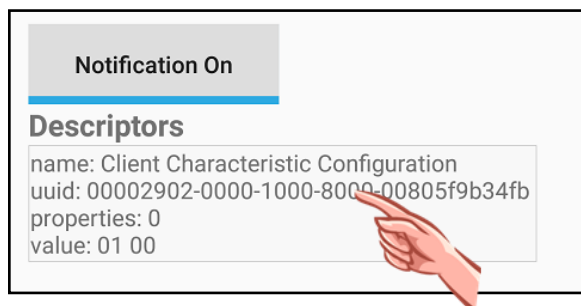 Notification On
Descriptors
name: Client Characteristic Configuration
uuid: 00002902-0000-1000-8000-00805f9b34fb
properties: 0
value: 01 00